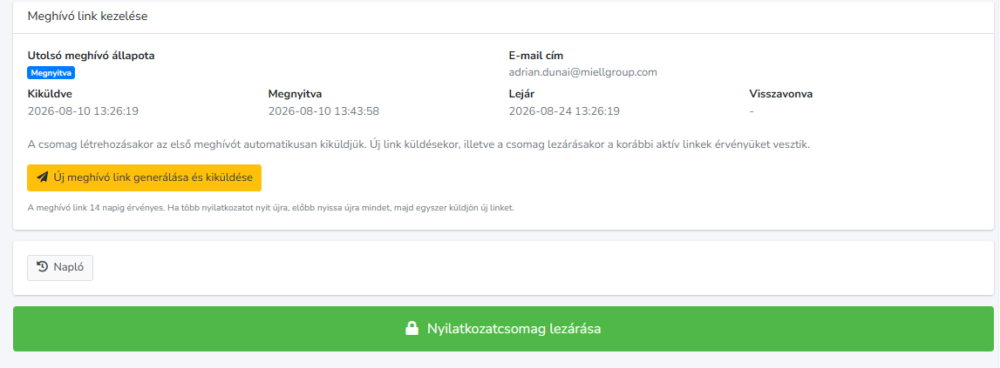 Meghívó link kezelése
Utolsó meghívó állapota
E-mail cím
Megnyitva
adrian.dunai@miellgroup.com
Kiküldve
Megnyitva
Lejár
Visszavonva
2026-08-10 13:26:19
2026-08-10 13:43:58
2026-08-24 13:26:19
-
A csomag létrehozásakor az első meghívót automatikusan kiküldjük. Új link küldésekor, illetve a csomag lezárásakor a korábbi aktív linkek érvényüket vesztik.
Új meghívó link generálása és kiküldése
A meghívó link 14 napig érvényes. Ha több nyilatkozatot nyit újra, előbb nyissa újra mindet, majd egyszer küldjön új linket.
Napló
Nyilatkozatcsomag lezárása